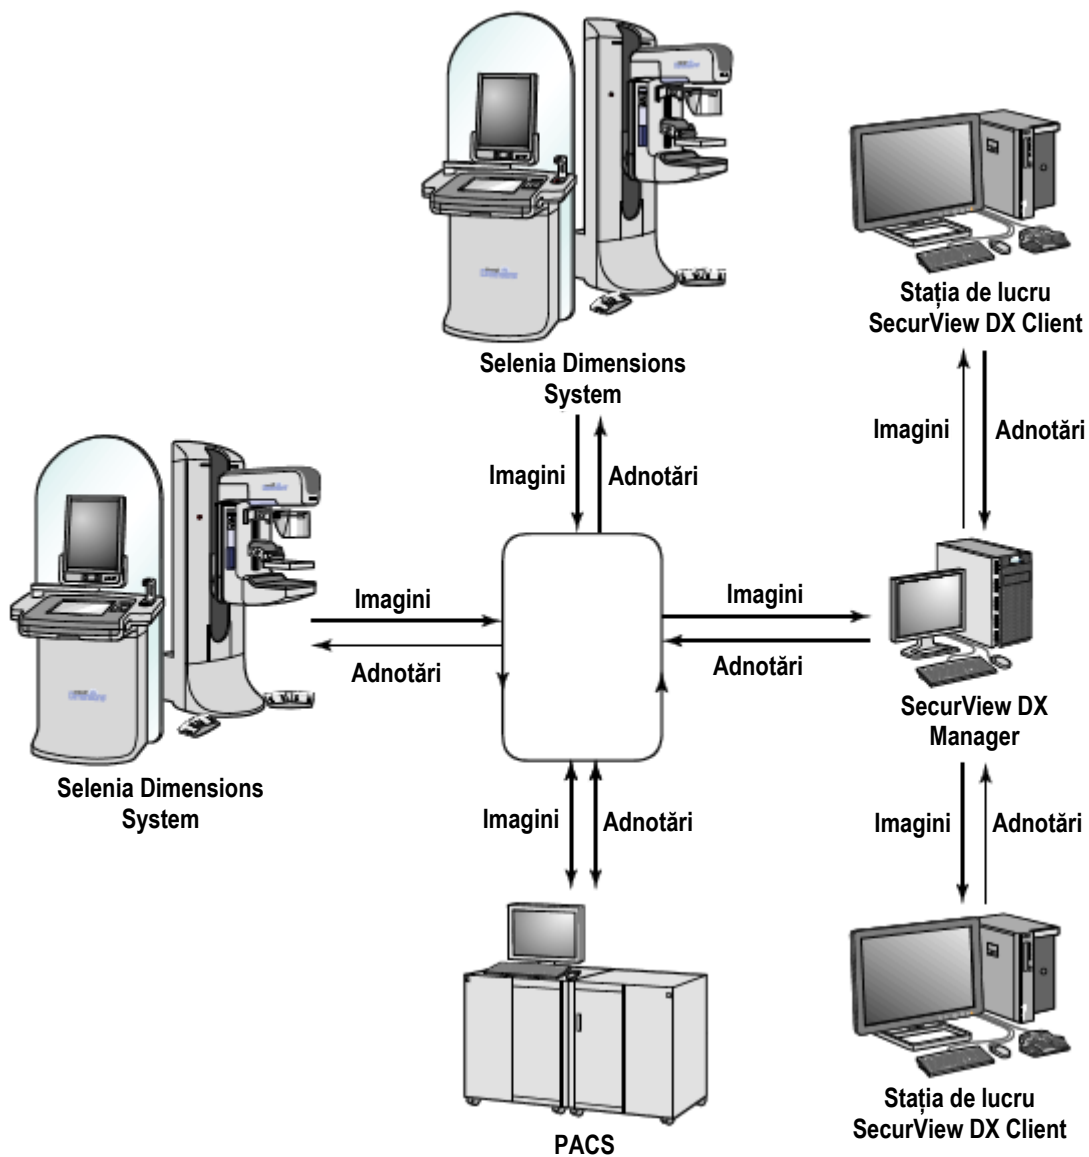 Stația de lucru
SecurView DX Client
Selenia Dimensions
System
Imagini
Adnotări
Imagini
Adnotări
Imagini
Adnotări
Imagini
Adnotări
SecurView DX
Manager
Selenia Dimensions
System
Imagini
Adnotări
Imagini
Adnotări
PACS
Stația de lucru
SecurView DX Client